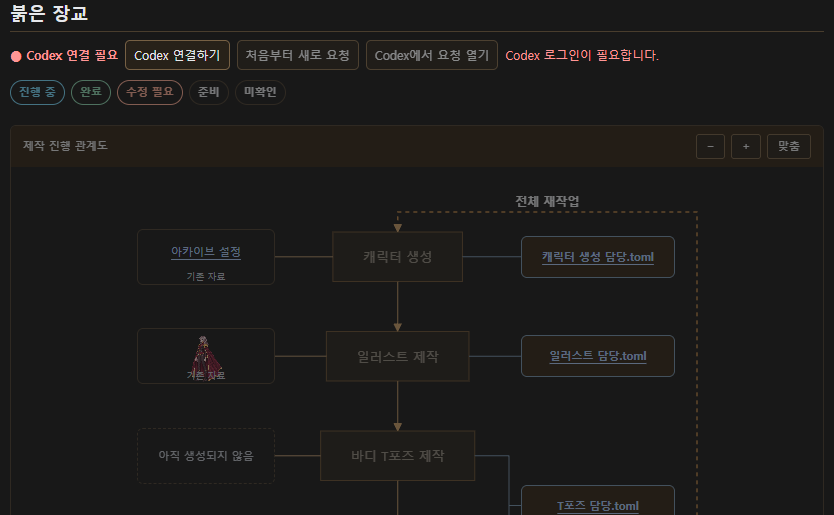 붉은 장교
Codex 연결 필요 Codex 연결하기 처음부터 새로 요청 Codex에서 요청 열기 Codex 로그인이 필요합니다.
진행 중 완료 수정 필요 준비 미확인
제작 진행 관계도 − + 맞춤
전체 재작업
아카이브 설정
기존 자료
캐릭터 생성
캐릭터 생성 담당.toml
기존 자료
일러스트 제작
일러스트 담당.toml
아직 생성되지 않음
바디 T포즈 제작
T포즈 담당.toml